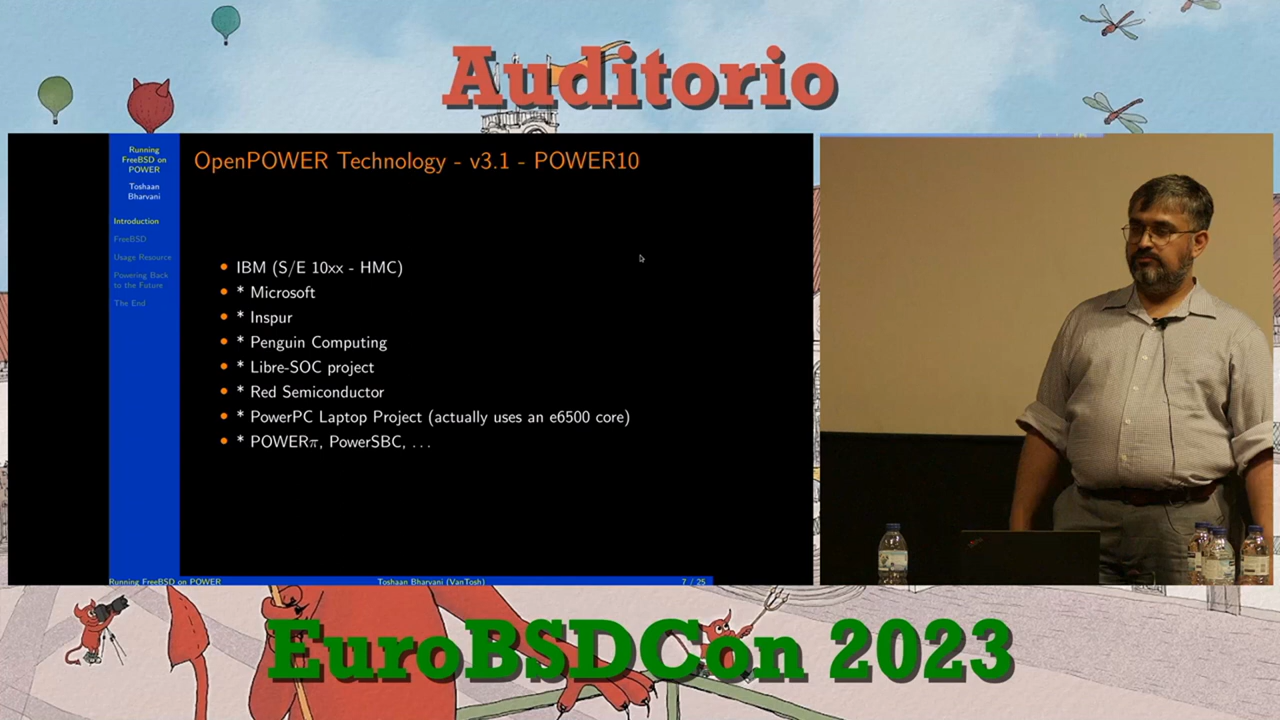 Auditorio
Running
FreeBSD on
POWER
Toshaan
Bharvani
Introduction
FreeBSD
Usage Resource
Powering Back
to the Future
The End
OpenPOWER Technology - v3.1 - POWER10
IBM (S/E 10xx - HMC)
* Microsoft
* Inspur
* Penguin Computing
* Libre-SOC project
* Red Semiconductor
* PowerPC Laptop Project (actually uses an e6500 core)
* POWERπ, PowerSBC, ...
Running FreeBSD on POWER
Toshaan Bharvani (VanTosh)
7 / 25
EuroBSDCon 2023